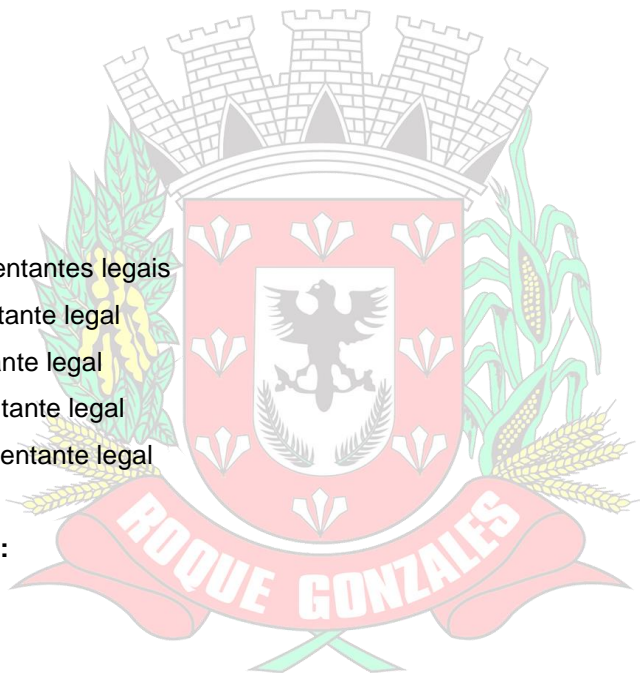 entantes legais
tante legal
ante legal
tante legal
entante legal
:
ROQUE GONZALES